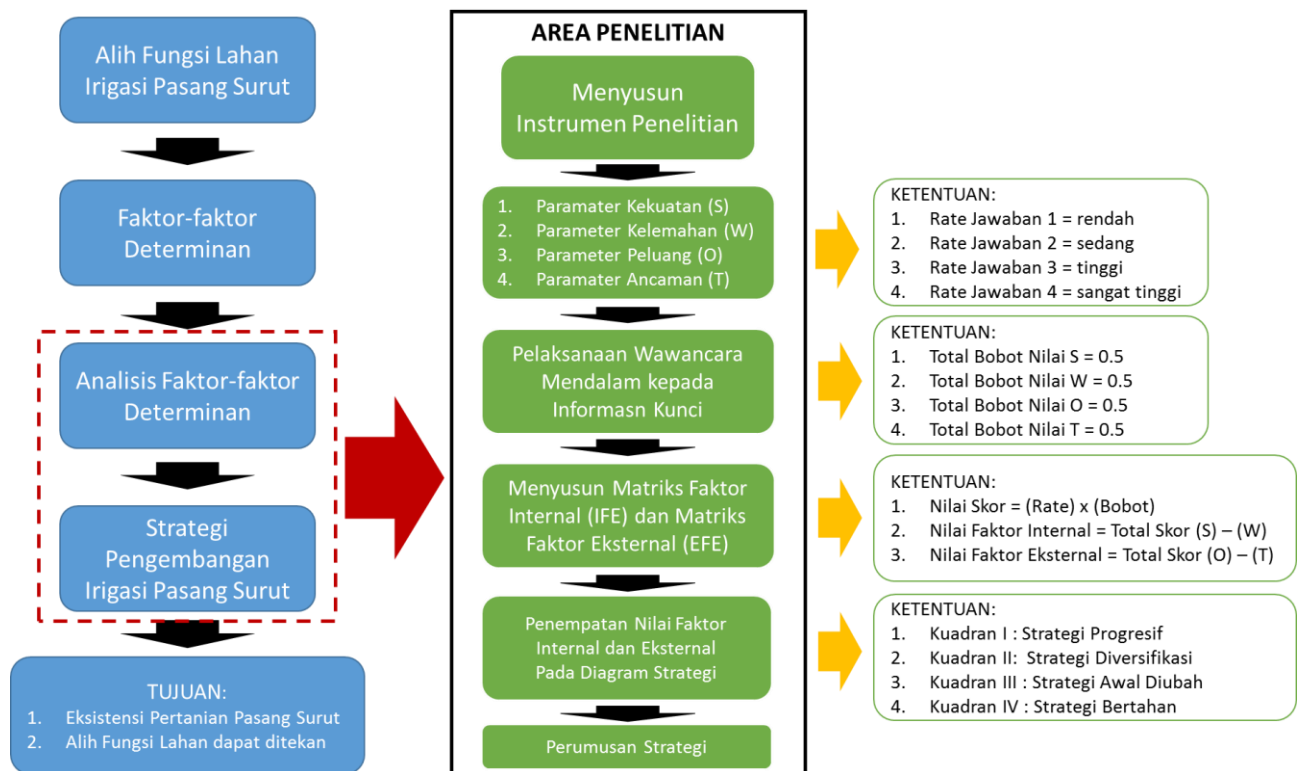 Alih Fungsi Lahan
Irigasi Pasang Surut
Faktor-faktor
Determinan
Analisis Faktor-faktor
Determinan
Strategi
Pengembangan
Irigasi Pasang Surut
TUJUAN:
1. Eksistensi Pertanian Pasang Surut
2. Alih Fungsi Lahan dapat ditekan
AREA PENELITIAN
Menyusun
Instrumen Penelitian
1. Paramater Kekuatan (S)
2. Parameter Kelemahan (W)
3. Parameter Peluang (O)
4. Paramater Ancaman (T)
Pelaksanaan Wawancara
Mendalam kepada
Informasn Kunci
Menyusun Matriks Faktor
Internal (IFE) dan Matriks
Faktor Eksternal (EFE)
Penempatan Nilai Faktor
Internal dan Eksternal
Pada Diagram Strategi
Perumusan Strategi
KETENTUAN:
1. Rate Jawaban 1 = rendah
2. Rate Jawaban 2 = sedang
3. Rate Jawaban 3 = tinggi
4. Rate Jawaban 4 = sangat tinggi
KETENTUAN:
1. Total Bobot Nilai S = 0.5
2. Total Bobot Nilai W = 0.5
3. Total Bobot Nilai O = 0.5
4. Total Bobot Nilai T = 0.5
KETENTUAN:
1. Nilai Skor = (Rate) x (Bobot)
2. Nilai Faktor Internal = Total Skor (S) – (W)
3. Nilai Faktor Eksternal = Total Skor (O) – (T)
KETENTUAN:
1. Kuadran I : Strategi Progresif
2. Kuadran II: Strategi Diversifikasi
3. Kuadran III : Strategi Awal Diubah
4. Kuadran IV : Strategi Bertahan